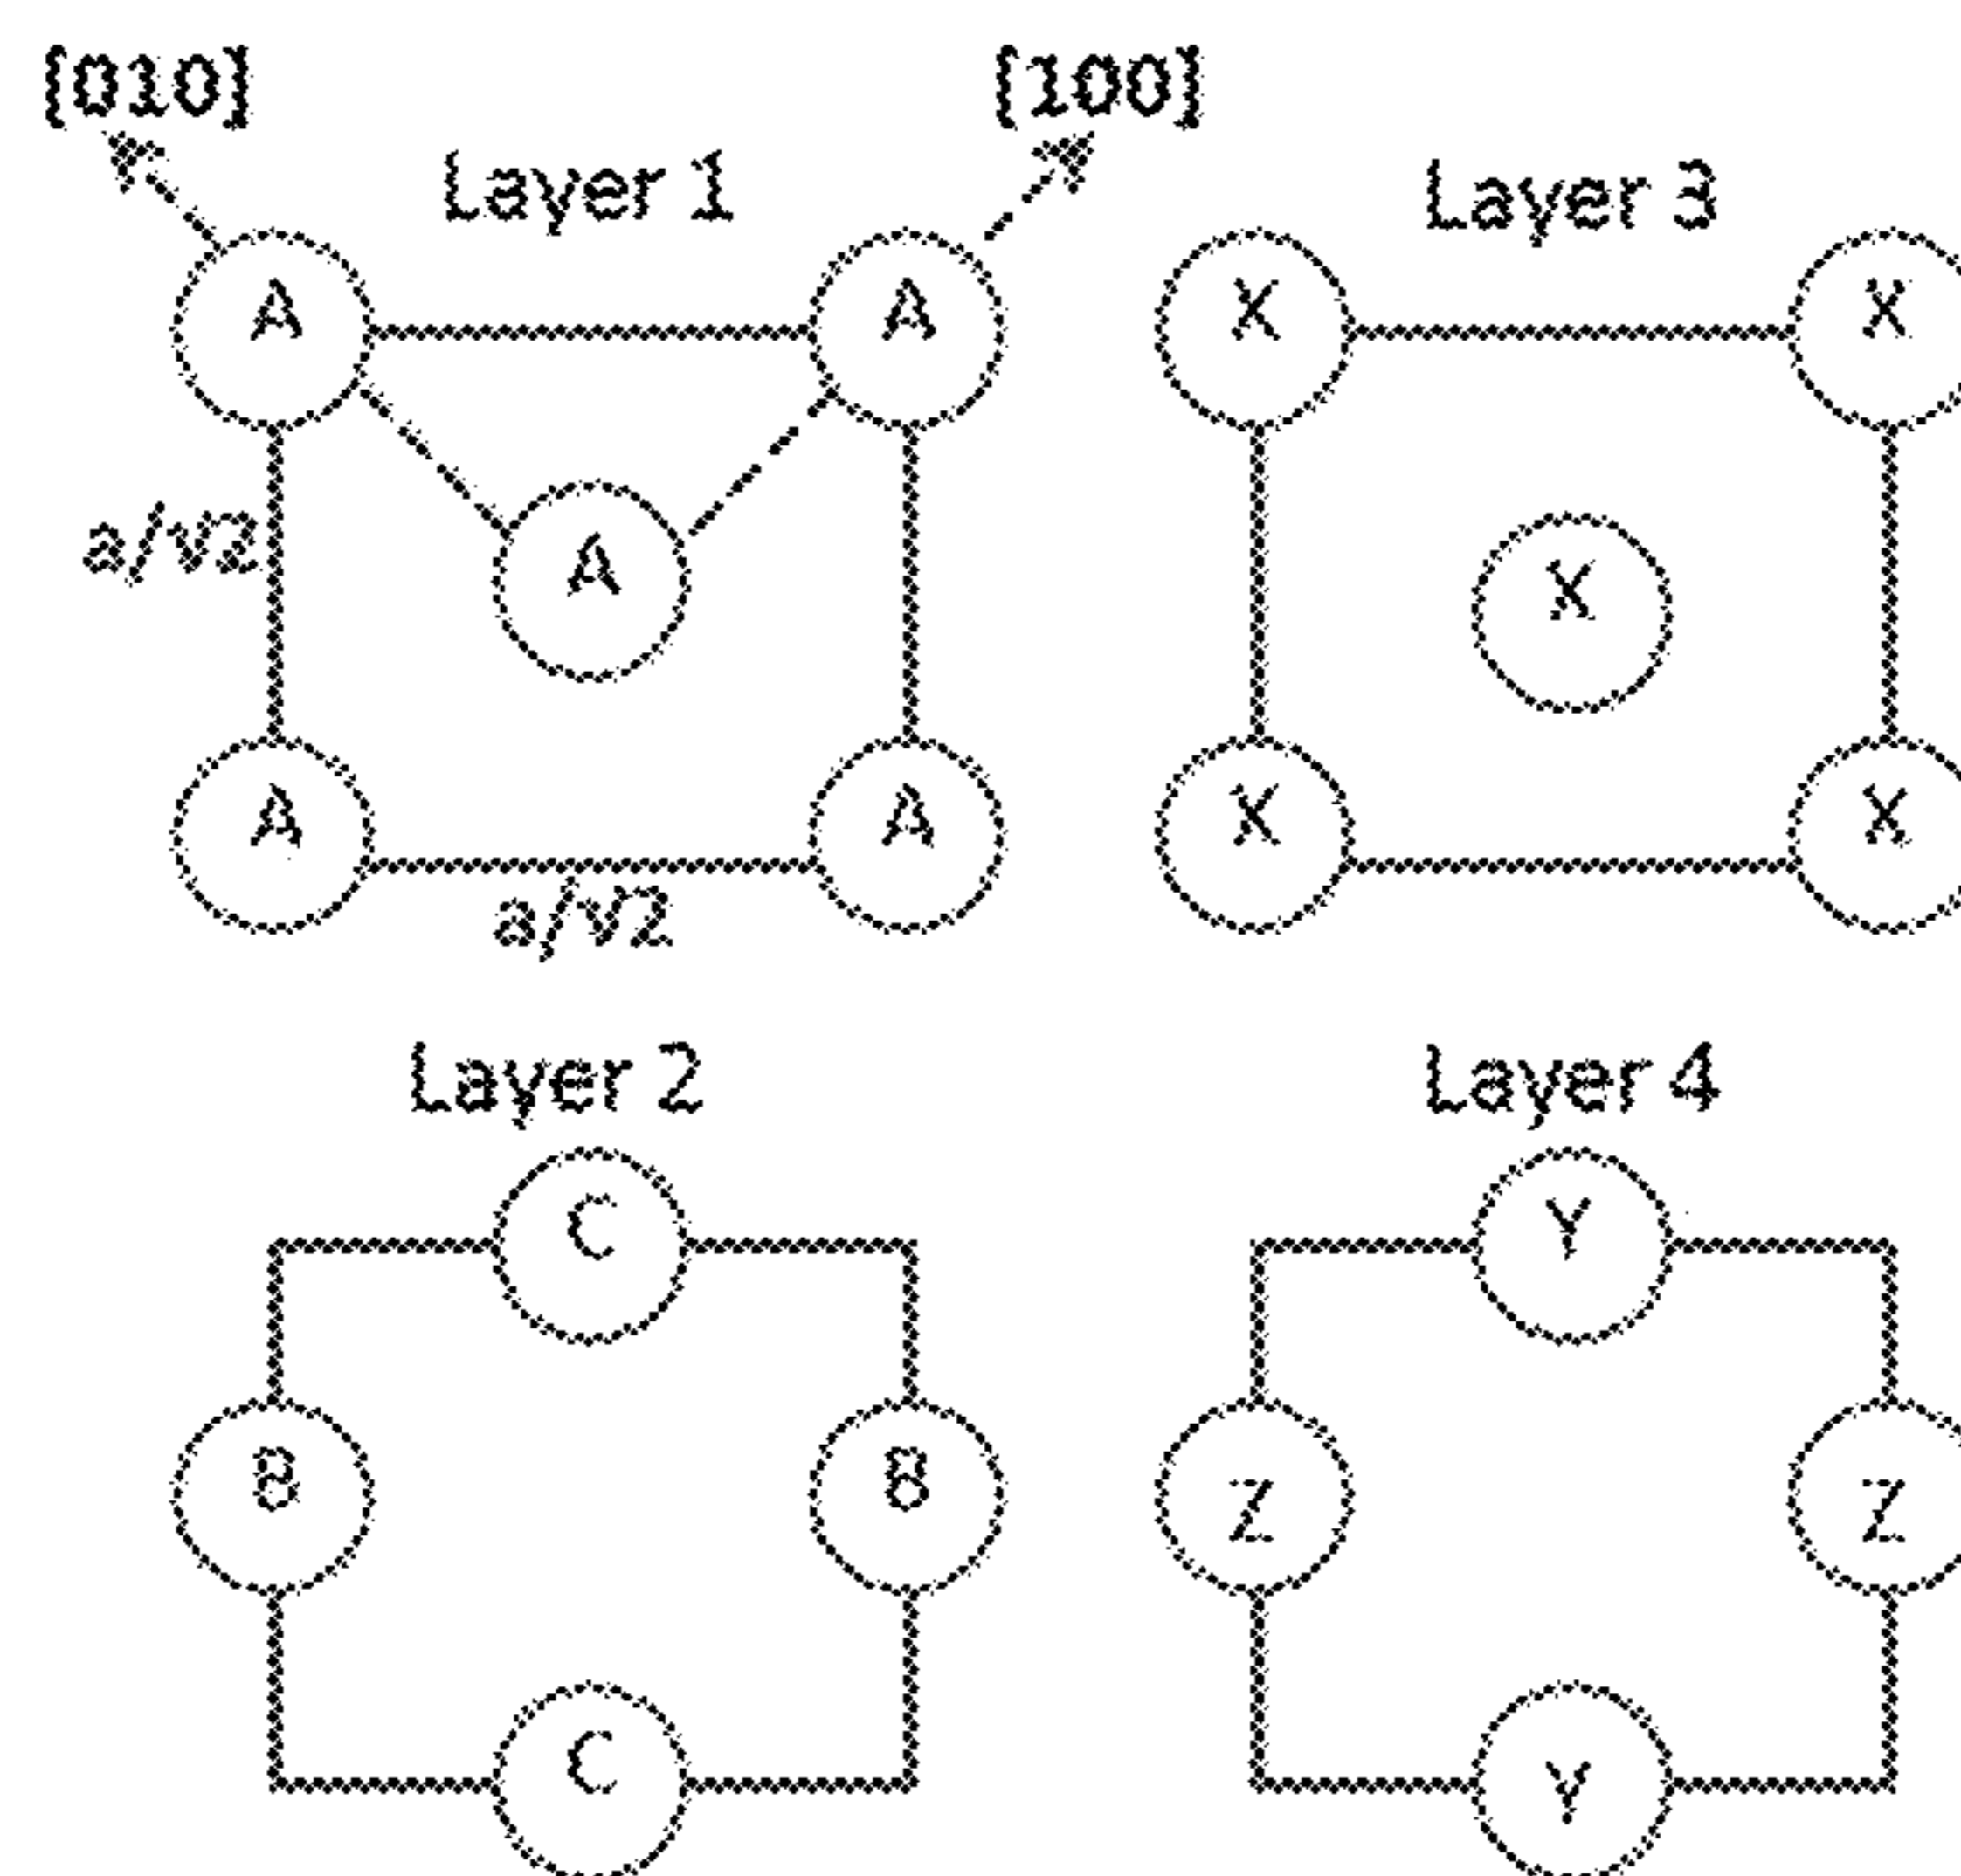 [010]
[100]
Layer 1
Layer 3
A
A
X
X
a/√2
A
X
A
A
X
X
a/√2
Layer 2
Layer 4
C
Y
B
B
Z
Z
C
Y